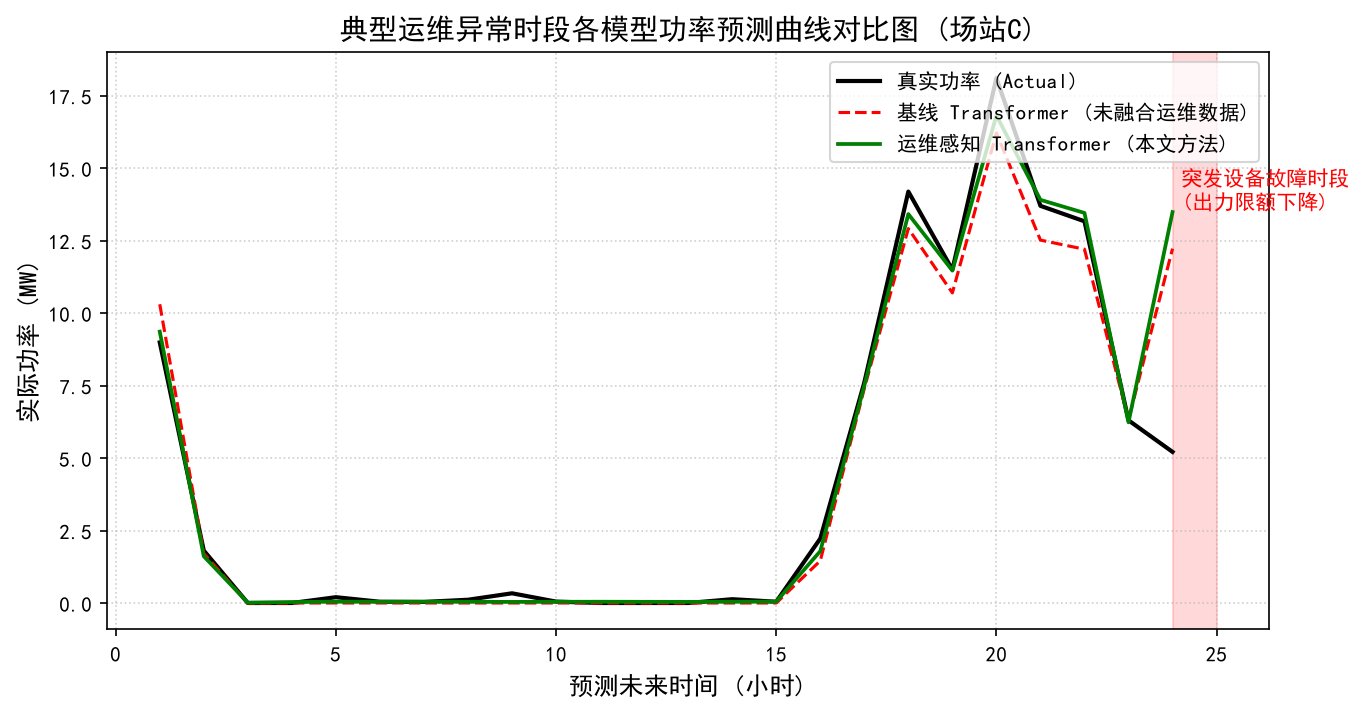 典型运维异常时段各模型功率预测曲线对比图 (场站C)
真实功率 (Actual)
基线 Transformer (未融合运维数据)
运维感知 Transformer (本文方法)
突发设备故障时段
(出力限额下降)
实际功率 (MW)
17.5
15.0
12.5
10.0
7.5
5.0
2.5
0.0
0
5
10
15
20
25
预测未来时间 (小时)